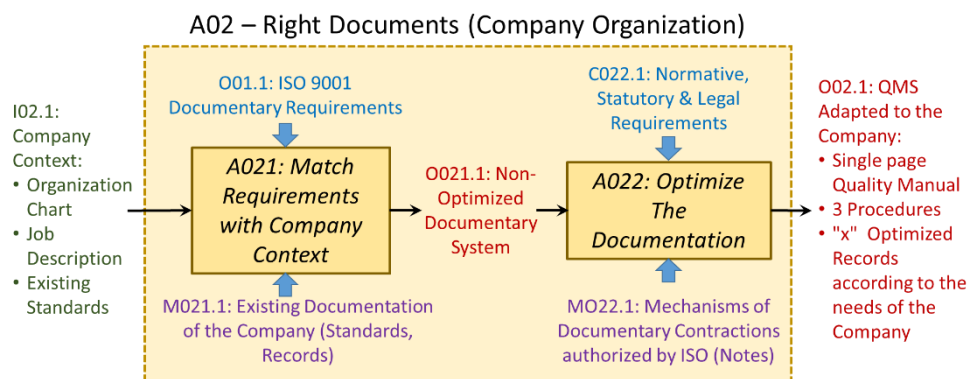 A02 – Right Documents (Company Organization)
I02.1:
Company
Context:
• Organization
Chart
• Job
Description
• Existing
Standards
O01.1: ISO 9001
Documentary Requirements
A021: Match
Requirements
with Company
Context
M021.1: Existing Documentation
of the Company (Standards,
Records)
O021.1: Non-
Optimized
Documentary
System
C022.1: Normative,
Statutory & Legal
Requirements
A022: Optimize
The
Documentation
MO22.1: Mechanisms of
Documentary Contractions
authorized by ISO (Notes)
O02.1: QMS
Adapted to the
Company:
• Single page
Quality Manual
• 3 Procedures
• "x" Optimized
Records
according to the
needs of the
Company